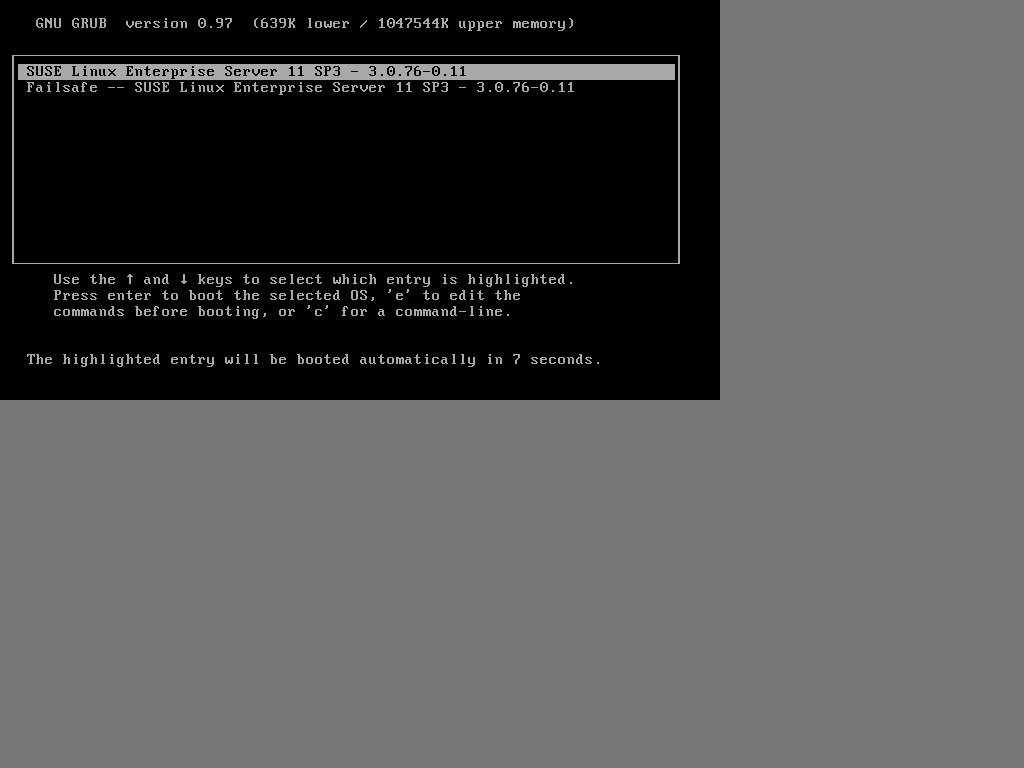 GNU GRUB  version 0.97  (639K lower / 1047544K upper memory)
SUSE Linux Enterprise Server 11 SP3 - 3.0.76-0.11
Failsafe -- SUSE Linux Enterprise Server 11 SP3 - 3.0.76-0.11
Use the ↑ and ↓ keys to select which entry is highlighted.
Press enter to boot the selected OS, 'e' to edit the
commands before booting, or 'c' for a command-line.
The highlighted entry will be booted automatically in 7 seconds.